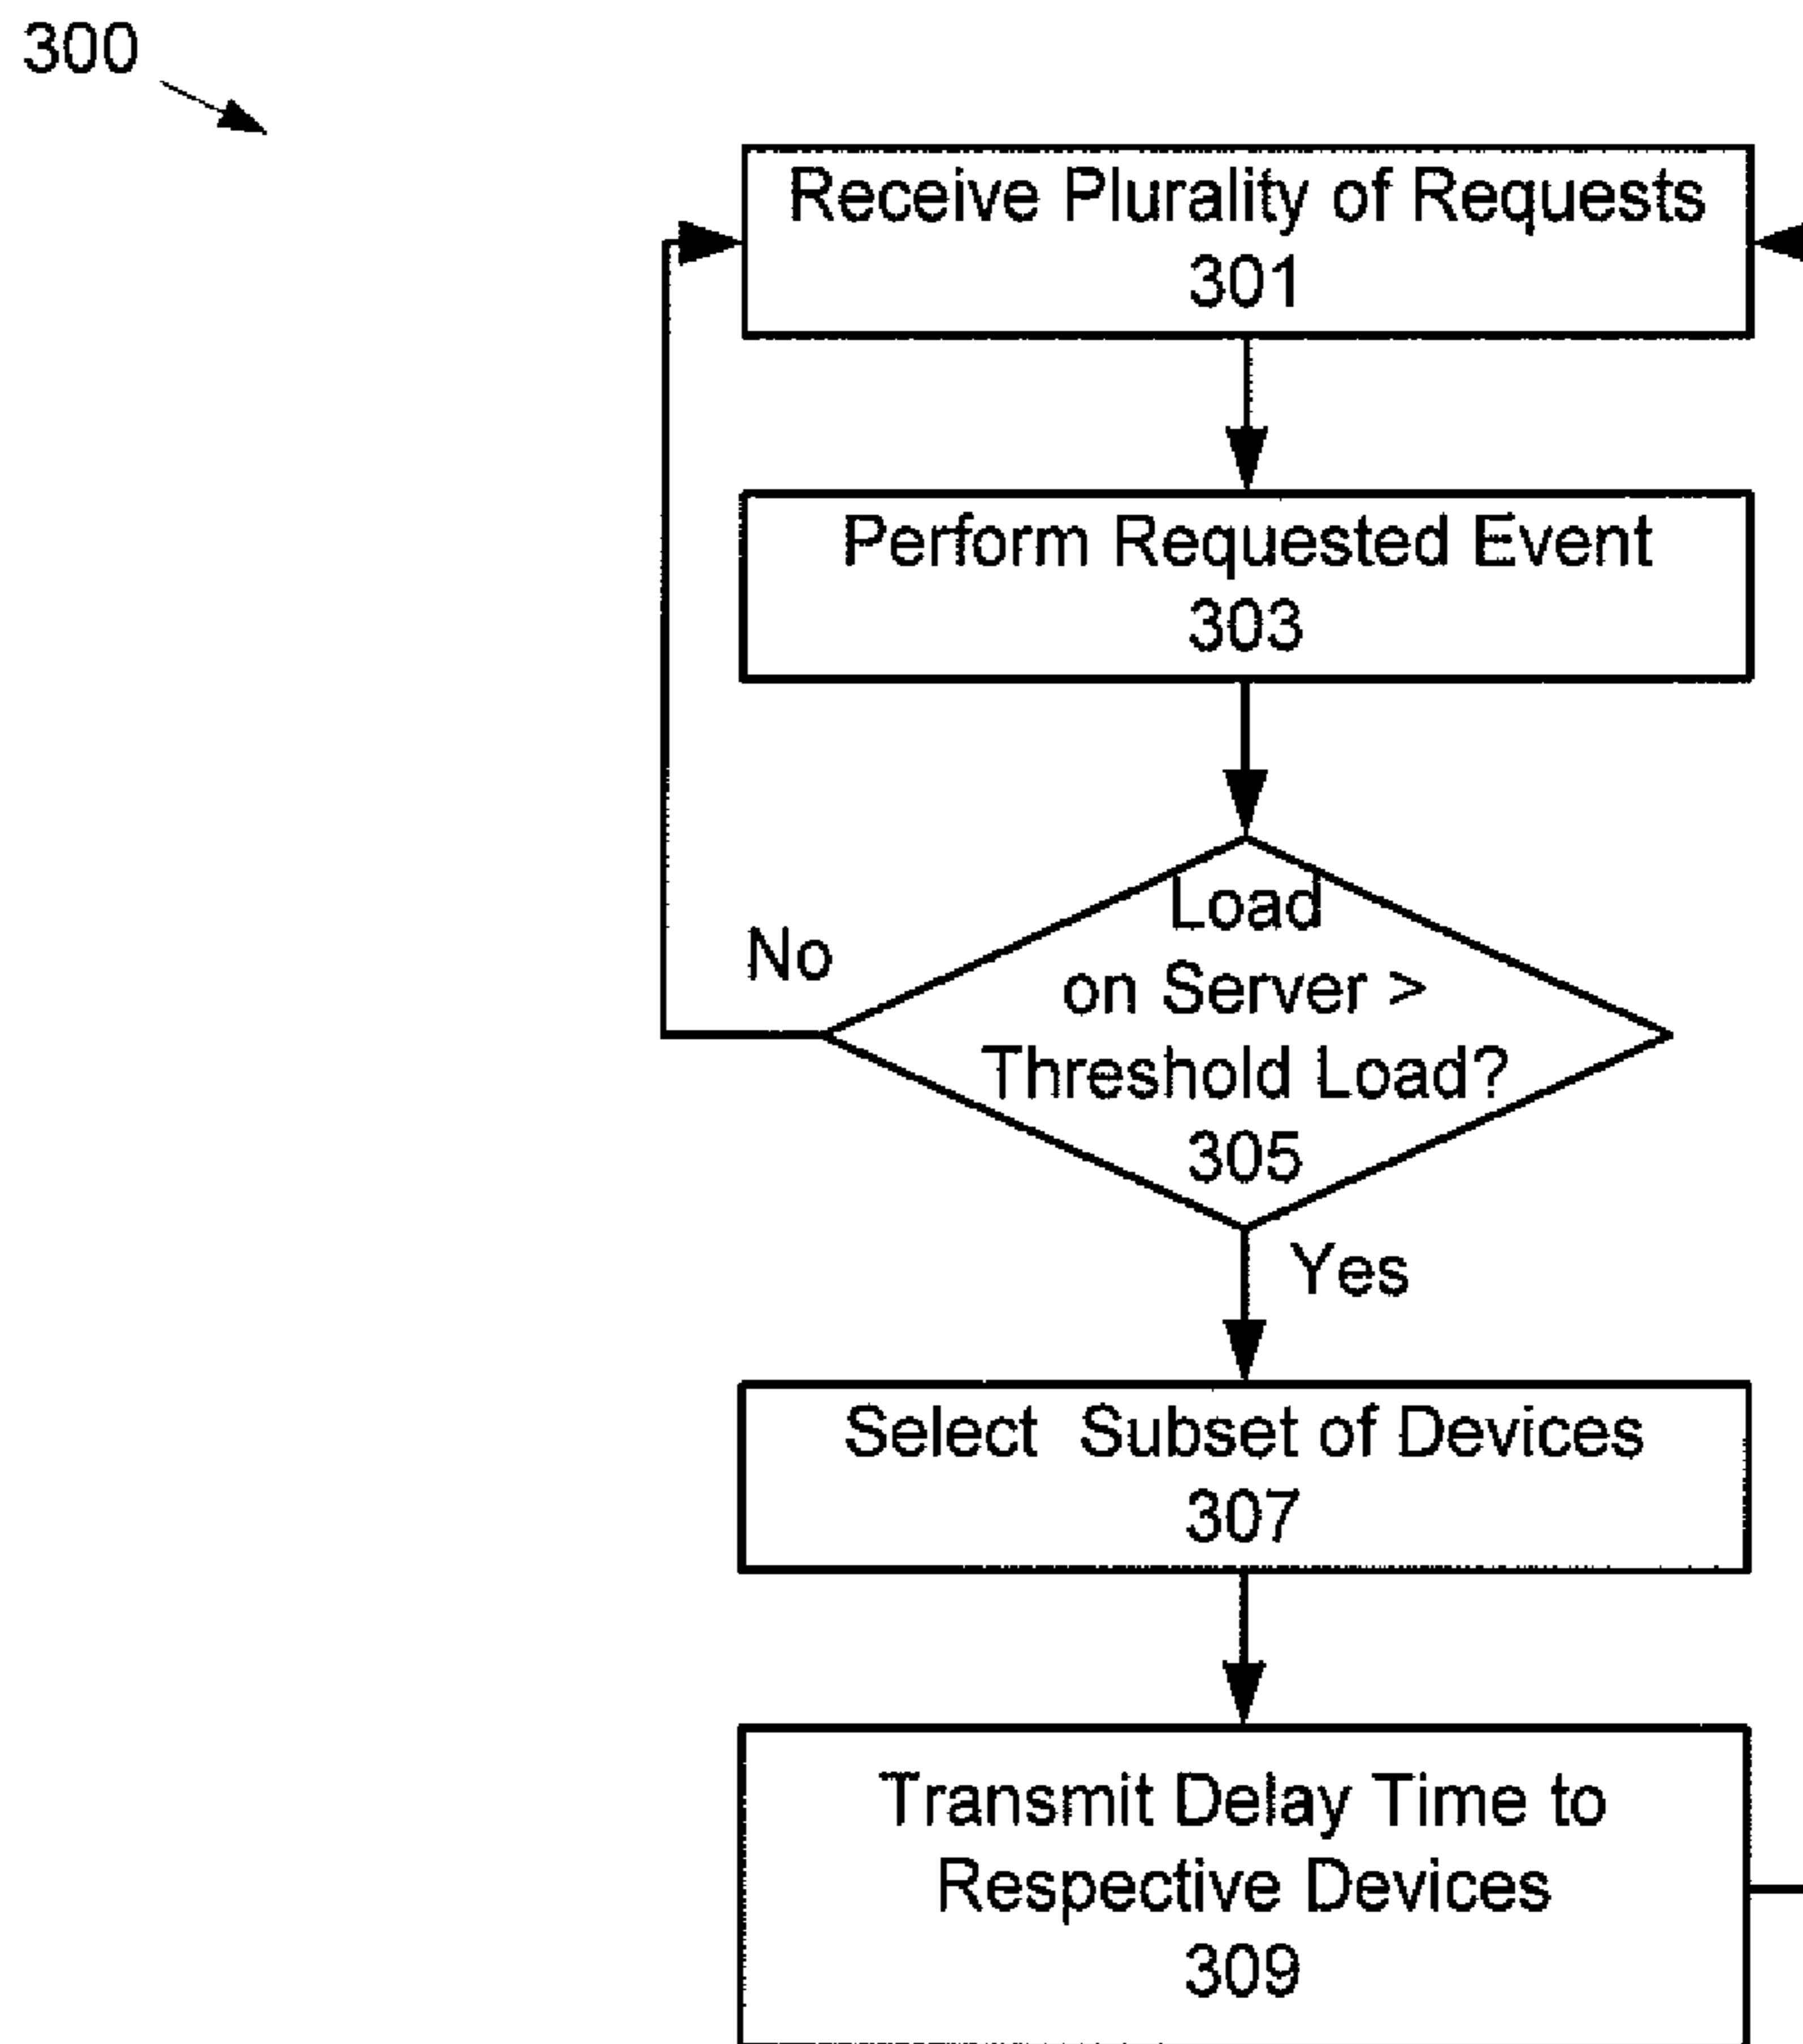 300
Receive Plurality of Requests
301
Perform Requested Event
303
Load
on Server >
Threshold Load?
305
No
Yes
Select Subset of Devices
307
Transmit Delay Time to
Respective Devices
309